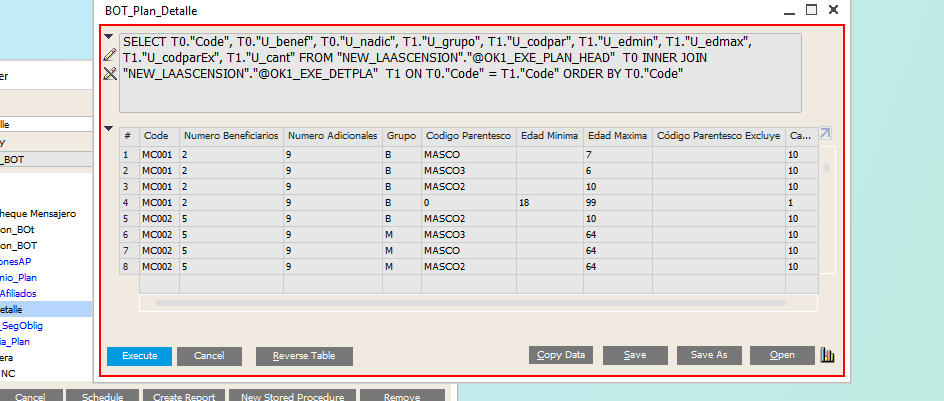 BOT_Plan_Detalle
SELECT T0."Code", T0."U_benef", T0."U_nadic", T1."U_grupo", T1."U_codpar", T1."U_edmin", T1."U_edmax",
T1."U_codparEx", T1."U_cant" FROM "NEW_LAASCENSION"."@OK1_EXE_PLAN_HEAD"  T0 INNER JOIN
"NEW_LAASCENSION"."@OK1_EXE_DETPLA"  T1 ON T0."Code" = T1."Code" ORDER BY T0."Code"
# Code Numero Beneficiarios Numero Adicionales Grupo Codigo Parentesco Edad Minima Edad Maxima Código Parentesco Excluye Ca...
1 MC001 2 9 B MASCO 7 10
2 MC001 2 9 B MASCO3 6 10
3 MC001 2 9 B MASCO2 10 10
4 MC001 2 9 B 0 18 99 1
5 MC002 5 9 B MASCO2 10 10
6 MC002 5 9 M MASCO3 64 10
7 MC002 5 9 M MASCO 64 10
8 MC002 5 9 M MASCO2 64 10
Execute Cancel Reverse Table Copy Data Save Save As Open
er
lle
y
_BOT
heque Mensajero
on_BOt
on_BOT
onesAP
nio_Plan
Afiliados
etalle
_SegOblig
ia_Plan
era
NC
Cancel Schedule Create Report New Stored Procedure Remove